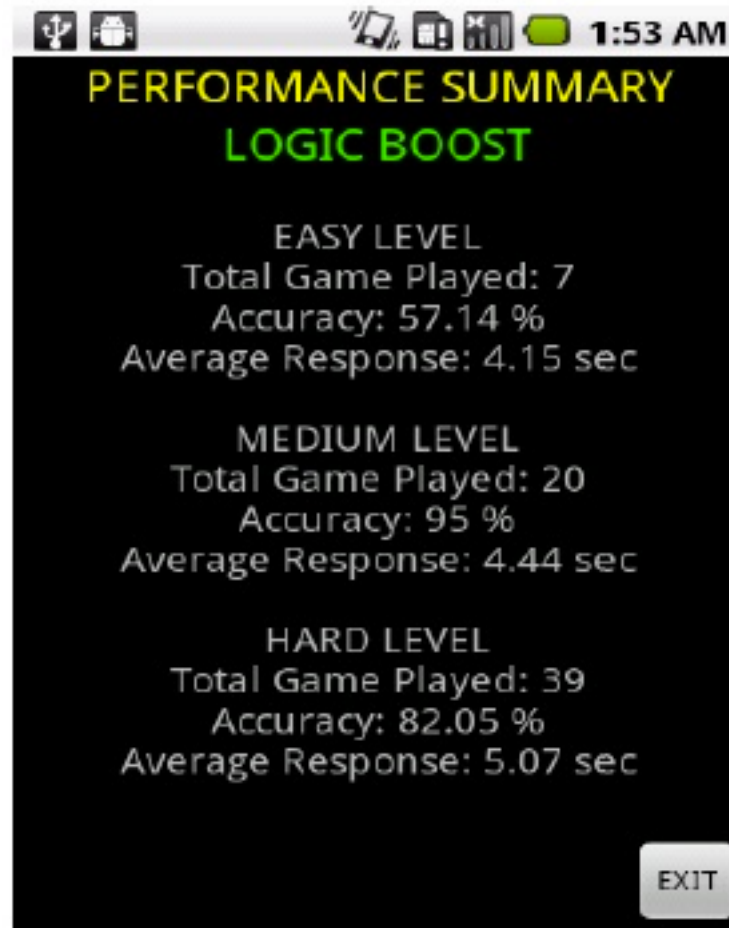 1:53 AM
PERFORMANCE SUMMARY
LOGIC BOOST
EASY LEVEL
Total Game Played: 7
Accuracy: 57.14 %
Average Response: 4.15 sec
MEDIUM LEVEL
Total Game Played: 20
Accuracy: 95 %
Average Response: 4.44 sec
HARD LEVEL
Total Game Played: 39
Accuracy: 82.05 %
Average Response: 5.07 sec
EXIT